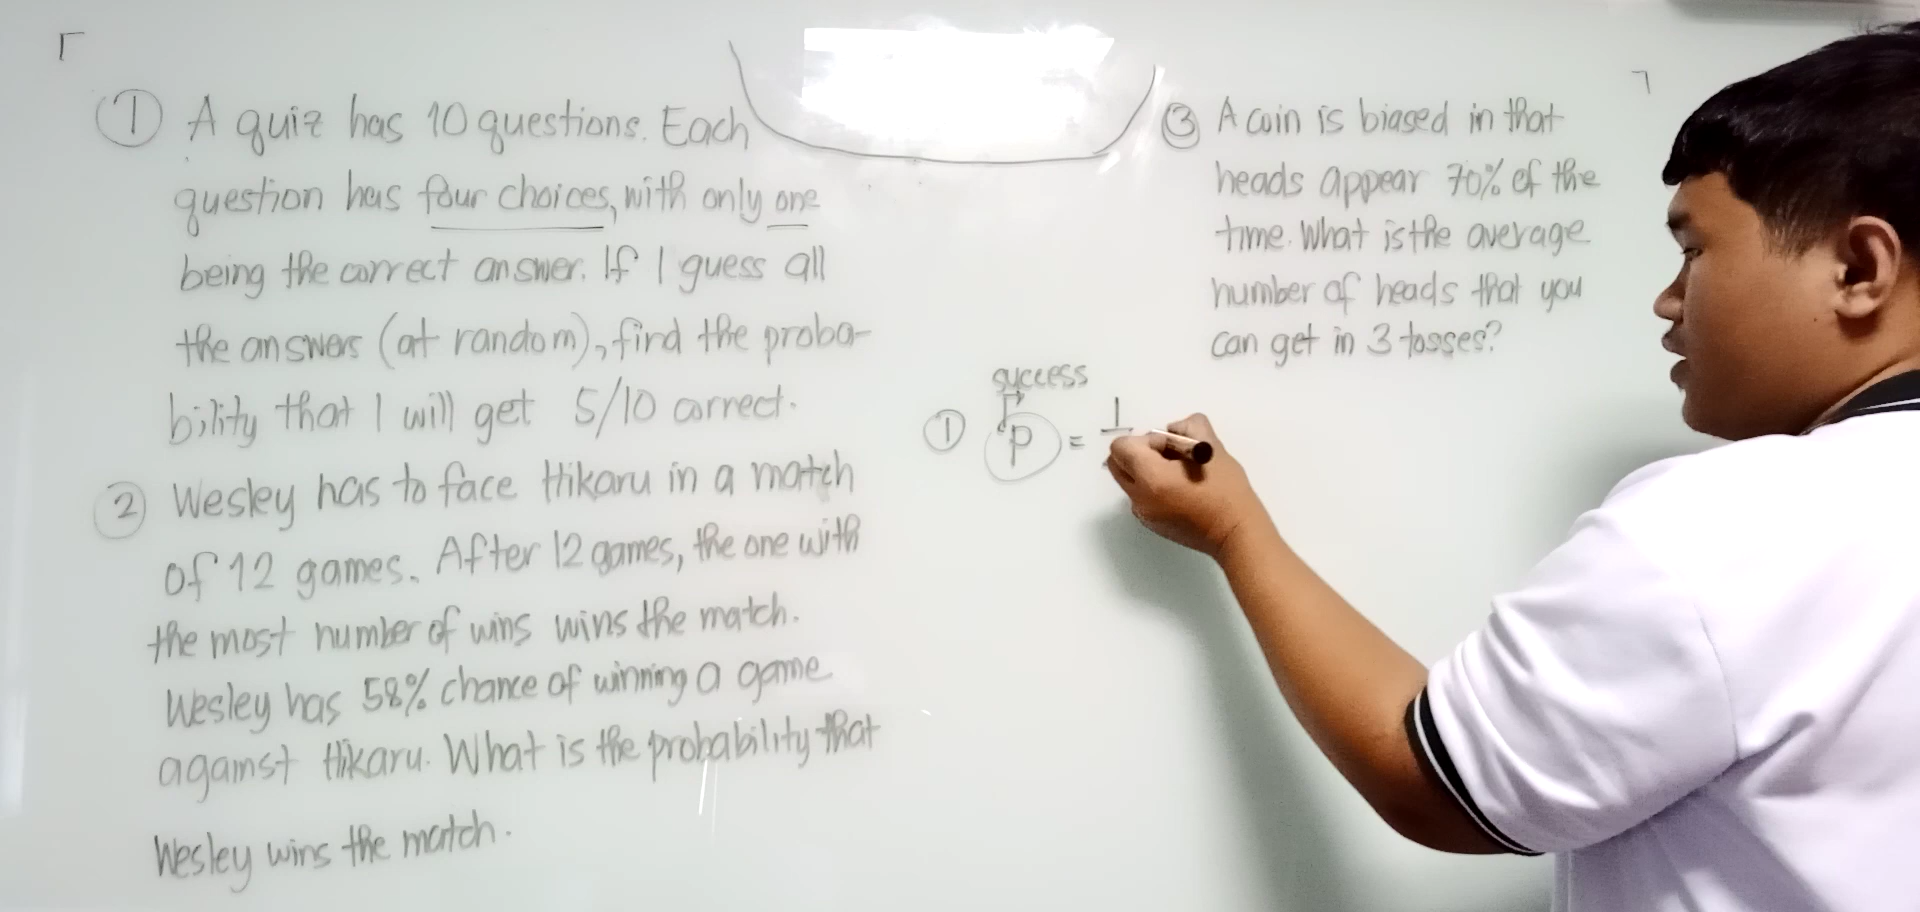 ① A quiz has 10 questions. Each
question has four choices, with only one
being the correct answer. If I guess all
the answers (at random), find the proba-
bility that I will get 5/10 correct.
② Wesley has to face Hikaru in a match
of 12 games. After 12 games, the one with
the most number of wins wins the match.
Wesley has 58% chance of winning a game
against Hikaru. What is the probability that
Wesley wins the match.
③ A coin is biased in that
heads appear 70% of the
time. What is the average
number of heads that you
can get in 3 tosses?
success
① p = 1